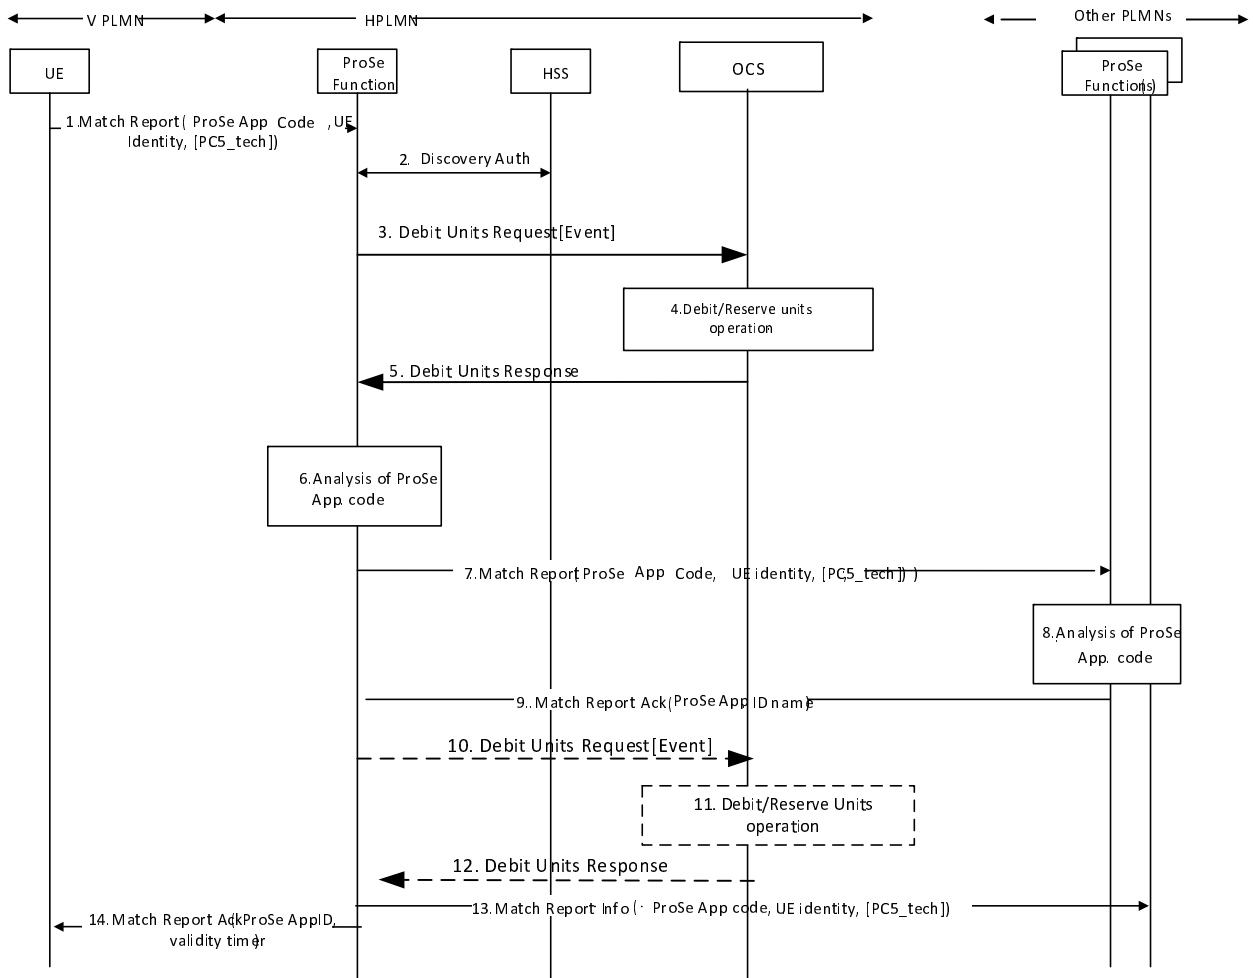 V PLMN
HPLMN
Other PLMNs
UE
ProSe
Function
HSS
OCS
ProSe
Function(s)
1.Match Report( ProSe App Code ,UE
Identity, [PC5_tech])
2. Discovery Auth
3. Debit Units Request[Event]
4.Debit/Reserve units
operation
5. Debit Units Response
6.Analysis of ProSe
App. code
7.Match Report(ProSe App Code, UE identity, [PC5_tech]) )
8.Analysis of ProSe
App. code
9..Match Report Ack(ProSe App ID name)
10. Debit Units Request[Event]
11. Debit/Reserve Units
operation
12. Debit Units Response
13.Match Report Info (· ProSe App code, UE identity, [PC5_tech])
14.Match Report Ack(ProSe AppID,
validity timer)